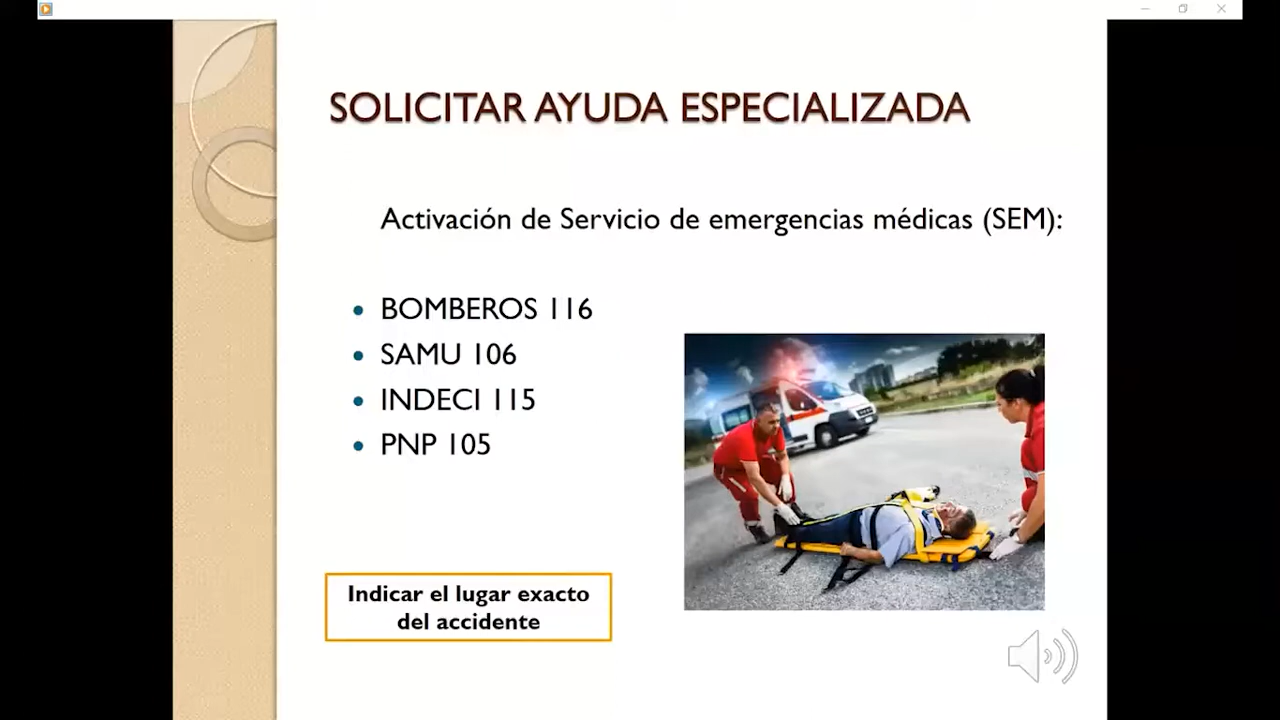 SOLICITAR AYUDA ESPECIALIZADA
Activación de Servicio de emergencias médicas (SEM):
• BOMBEROS 116
• SAMU 106
• INDECI 115
• PNP 105
Indicar el lugar exacto
del accidente